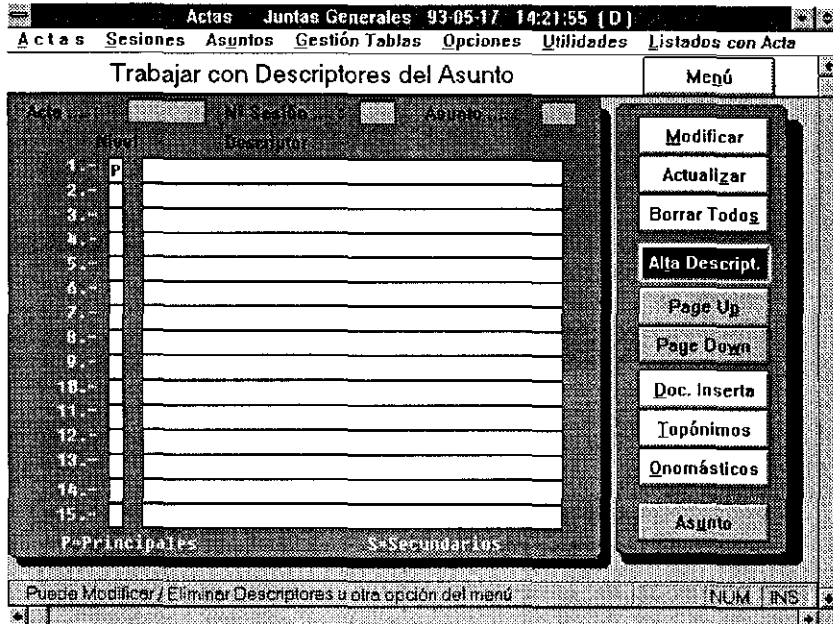 Actas Juntas Generales 93-05-17 14:21:55 ( D )
Actas Sesiones Asuntos Gestión Tablas Opciones Utilidades Listados con Acta
Trabajar con Descriptores del Asunto
Menú
Acta Nº Sesión Asunto
Nivel Descriptor
1.- P
2.-
3.-
4.-
5.-
6.-
7.-
8.-
9.-
10.-
11.-
12.-
13.-
14.-
15.-
P=Principales S=Secundarios
Modificar
Actualizar
Borrar Todos
Alta Descript.
Page Up
Page Down
Doc. Inserta
Topónimos
Onomásticos
Asunto
Puede Modificar / Eliminar Descriptores u otra opción del menú NUM INS